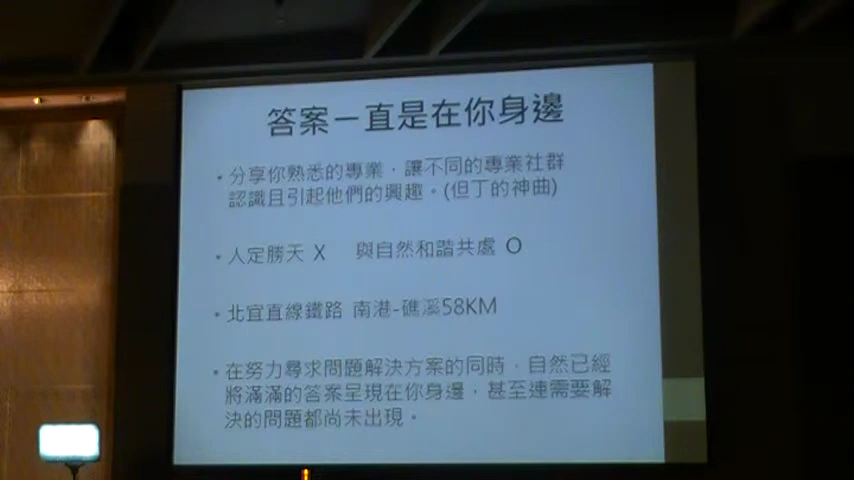 答案一直是在你身邊
• 分享你熟悉的專業，讓不同的專業社群
認識且引起他們的興趣。(但丁的神曲)
• 人定勝天 X 與自然和諧共處 O
• 北宜直線鐵路 南港-礁溪58KM
• 在努力尋求問題解決方案的同時，自然已經
將滿滿的答案呈現在你身邊，甚至連需要解
決的問題都尚未出現。